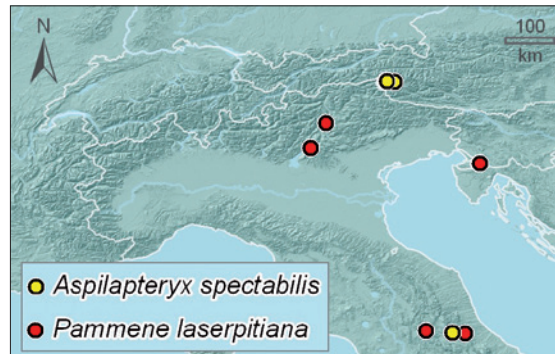 N
100
km
Aspilapteryx spectabilis
Pammene laserpitiana